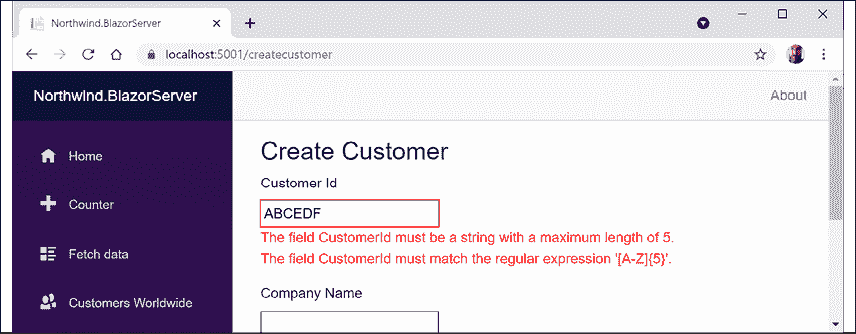 Northwind.BlazorServer
localhost:5001/createcustomer
Northwind.BlazorServer
About
Home
Counter
Fetch data
Customers Worldwide
Create Customer
Customer Id
ABCEDF
The field CustomerId must be a string with a maximum length of 5.
The field CustomerId must match the regular expression '[A-Z]{5}'.
Company Name